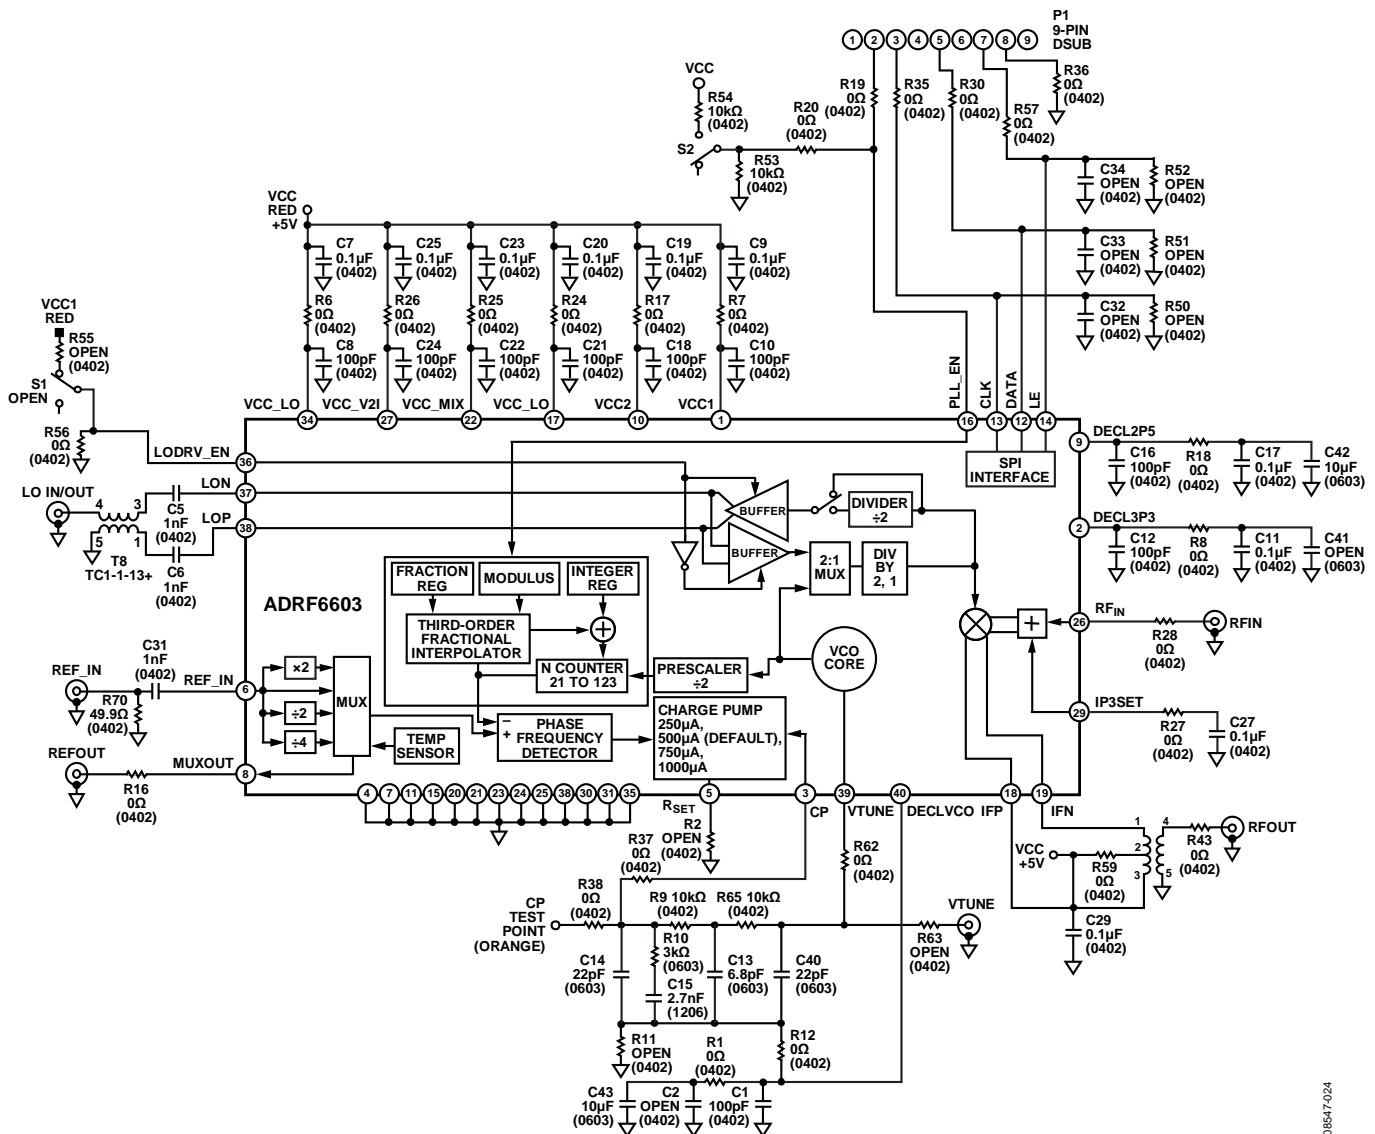 P1
9-PIN
DSUB
1 2 3 4 5 6 7 8 9
VCC
R54
10kΩ
(0402)
S2
R53
10kΩ
(0402)
R20
0Ω
(0402)
R19
0Ω
(0402)
R35
0Ω
(0402)
R30
0Ω
(0402)
R57
0Ω
(0402)
R36
0Ω
(0402)
C34
OPEN
(0402)
R52
OPEN
(0402)
C33
OPEN
(0402)
R51
OPEN
(0402)
C32
OPEN
(0402)
R50
OPEN
(0402)
VCC
RED
+5V
C7
0.1µF
(0402)
C25
0.1µF
(0402)
C23
0.1µF
(0402)
C20
0.1µF
(0402)
C19
0.1µF
(0402)
C9
0.1µF
(0402)
R6
0Ω
(0402)
R26
0Ω
(0402)
R25
0Ω
(0402)
R24
0Ω
(0402)
R17
0Ω
(0402)
R7
0Ω
(0402)
C8
100pF
(0402)
C24
100pF
(0402)
C22
100pF
(0402)
C21
100pF
(0402)
C18
100pF
(0402)
C10
100pF
(0402)
VCC1
RED
R55
OPEN
(0402)
S1
OPEN
R56
0Ω
(0402)
VCC_LO
34
VCC_V2I
27
VCC_MIX
22
VCC_LO
17
VCC2
10
VCC1
1
PLL_EN
16
CLK
13
DATA
12
LE
14
SPI
INTERFACE
9
DECL2P5
C16
100pF
(0402)
R18
0Ω
(0402)
C17
0.1µF
(0402)
C42
10µF
(0603)
2
DECL3P3
C12
100pF
(0402)
R8
0Ω
(0402)
C11
0.1µF
(0402)
C41
OPEN
(0603)
LODRV_EN
36
LON
37
LOP
38
LO IN/OUT
4
3
5
1
T8
TC1-1-13+
C5
1nF
(0402)
C6
1nF
(0402)
ADRF6603
BUFFER
BUFFER
DIVIDER
÷2
2:1
MUX
DIV
BY
2, 1
FRACTION
REG
MODULUS
INTEGER
REG
THIRD-ORDER
FRACTIONAL
INTERPOLATOR
+
N COUNTER
21 TO 123
PRESCALER
÷2
VCO
CORE
+
26
RFIN
R28
0Ω
(0402)
RFIN
29
IP3SET
R27
0Ω
(0402)
C27
0.1µF
(0402)
REF_IN
C31
1nF
(0402)
R70
49.9Ω
(0402)
REF_IN
6
×2
÷2
÷4
MUX
TEMP
SENSOR
–
+
PHASE
FREQUENCY
DETECTOR
CHARGE PUMP
250µA,
500µA (DEFAULT),
750µA,
1000µA
REFOUT
R16
0Ω
(0402)
MUXOUT
8
4 7 11 15 20 21 23 24 25 38 30 31 35
RSET
5
3
CP
39
VTUNE
40
DECLVCO
IFP
18
19
IFN
R2
OPEN
(0402)
R37
0Ω
(0402)
R62
0Ω
(0402)
VCC
+5V
R59
0Ω
(0402)
1
2
3
4
5
R43
0Ω
(0402)
RFOUT
C29
0.1µF
(0402)
CP
TEST
POINT
(ORANGE)
R38
0Ω
(0402)
R9 10kΩ
(0402)
R65 10kΩ
(0402)
R63
OPEN
(0402)
VTUNE
C14
22pF
(0603)
R10
3kΩ
(0603)
C15
2.7nF
(1206)
C13
6.8pF
(0603)
C40
22pF
(0603)
R11
OPEN
(0402)
R12
0Ω
(0402)
R1
0Ω
(0402)
C43
10µF
(0603)
C2
OPEN
(0402)
C1
100pF
(0402)
08547-024